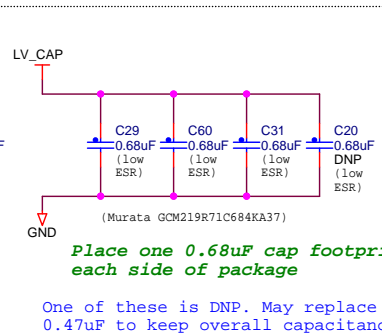 LV_CAP
C29
0.68uF
(low
ESR)
C60
0.68uF
(low
ESR)
C31
0.68uF
(low
ESR)
C20
0.68uF
DNP
(low
ESR)
(Murata GCM219R71C684KA37)
GND
Place one 0.68uF cap footpri
each side of package
One of these is DNP. May replace
0.47uF to keep overall capacitanc